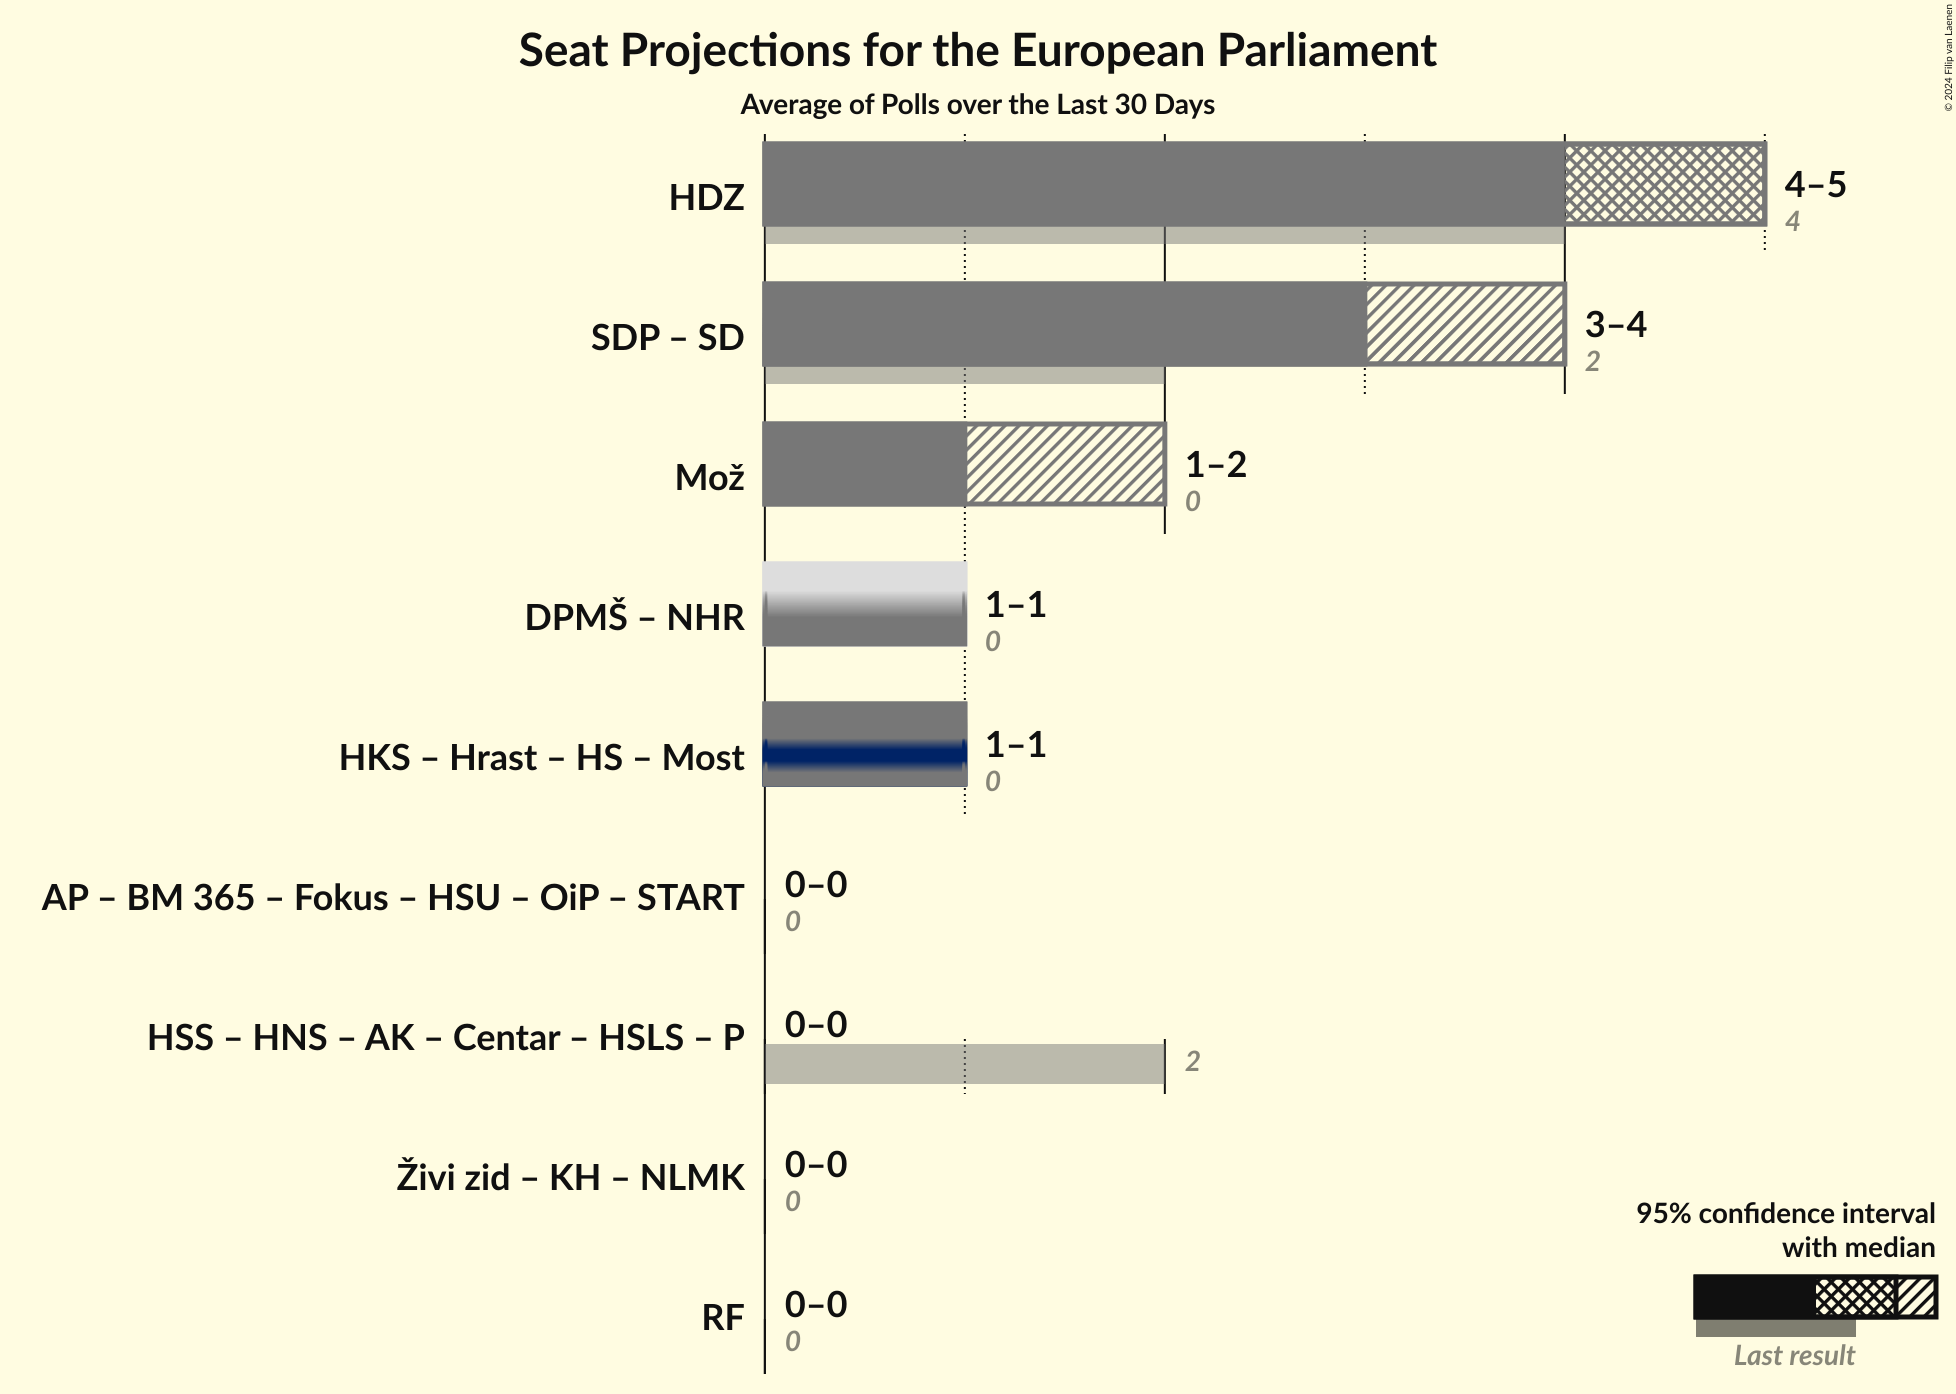 Seat Projections for the European Parliament
Average of Polls over the Last 30 Days
© 2024 Filip van Laenen
HDZ
4–5
4
SDP – SD
3–4
2
Mož
1–2
0
DPMŠ – NHR
1–1
0
HKS – Hrast – HS – Most
1–1
0
AP – BM 365 – Fokus – HSU – OiP – START
0–0
0
HSS – HNS – AK – Centar – HSLS – P
0–0
2
Živi zid – KH – NLMK
0–0
0
RF
0–0
0
95% confidence interval
with median
Last result